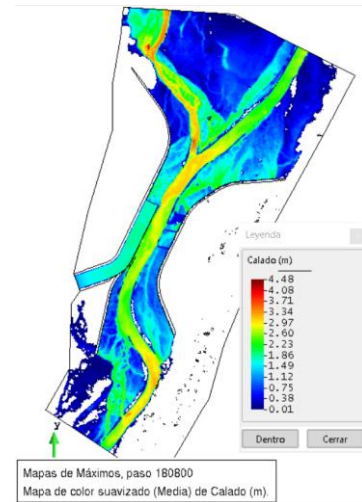 Leyenda
Calado (m)
4.48
4.08
3.71
3.34
2.97
2.60
2.23
1.86
1.49
1.12
0.75
0.38
0.01
Dentro
Cerrar
y
Mapas de Máximos, paso 180800
Mapa de color suavizado (Media) de Calado (m).